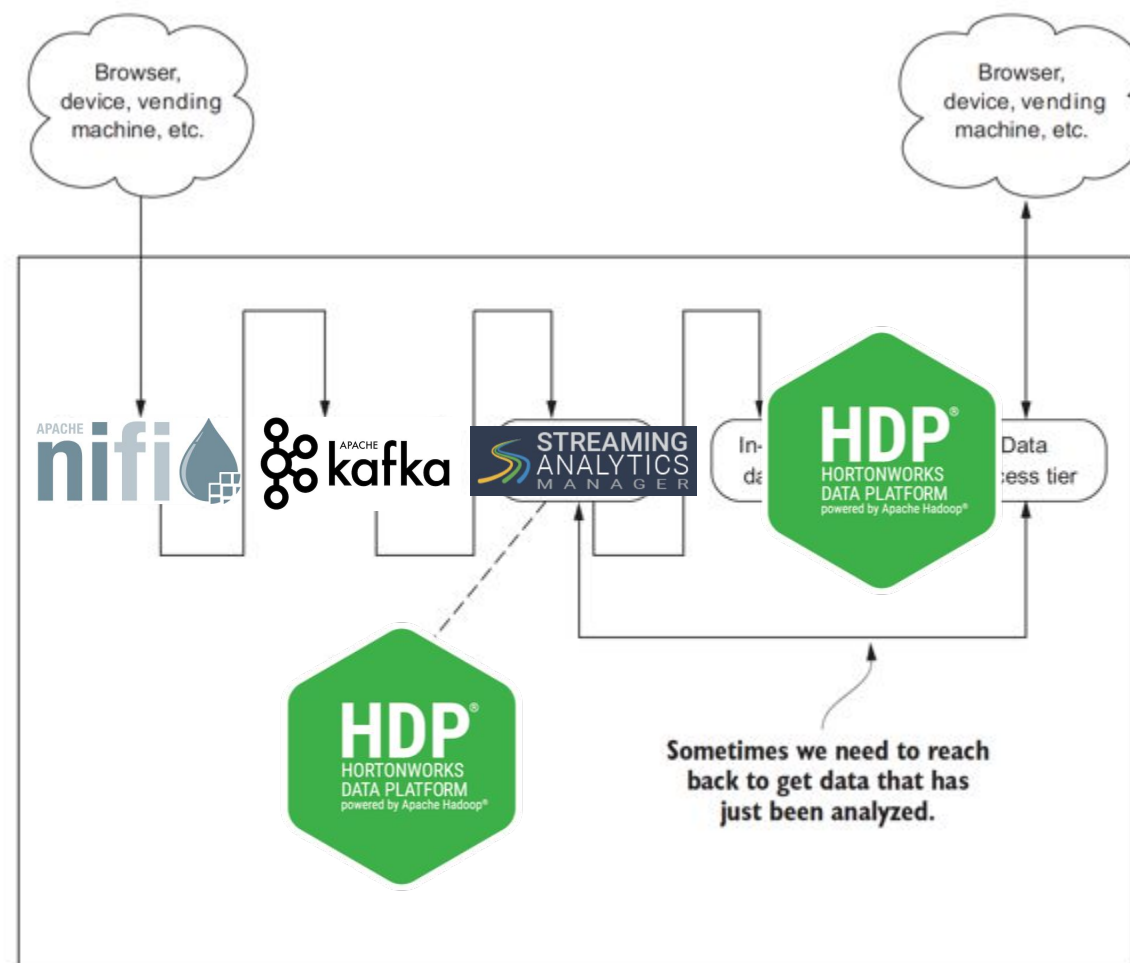 Browser,
device, vending
machine, etc.
Browser,
device, vending
machine, etc.
APACHE
nifi
APACHE
kafka
STREAMING
ANALYTICS
MANAGER
In-
da
HDP®
HORTONWORKS
DATA PLATFORM
powered by Apache Hadoop®
Data
cess tier
HDP®
HORTONWORKS
DATA PLATFORM
powered by Apache Hadoop®
Sometimes we need to reach
back to get data that has
just been analyzed.